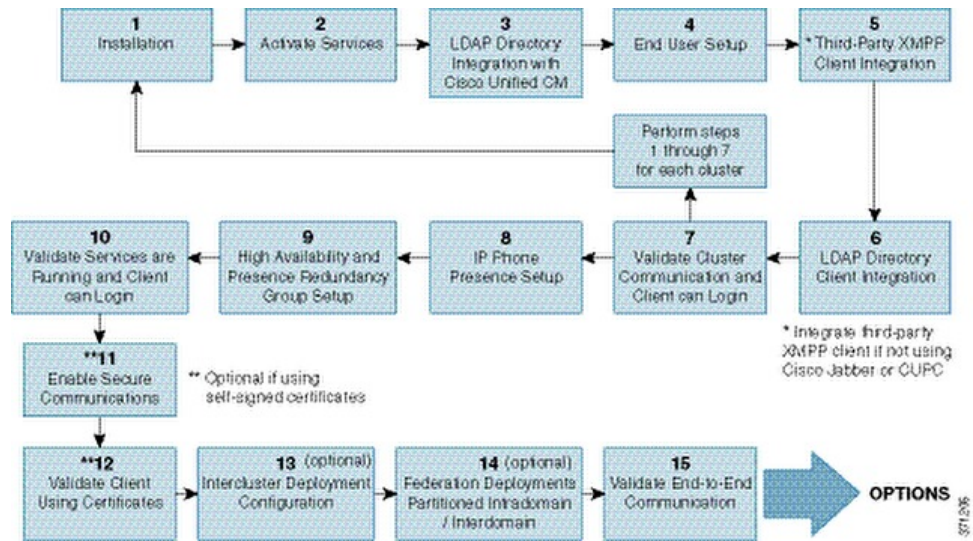 1
Installation
2
Activate Services
3
LDAP Directory
Integration with
Cisco Unified CM
4
End User Setup
5
* Third-Party XMPP
Client Integration
Perform steps
1 through 7
for each cluster
10
Validate Services are
Running and Client
can Login
9
High Availability and
Presence Redundancy
Group Setup
8
IP Phone
Presence Setup
7
Validate Cluster
Communication and
Client can Login
6
LDAP Directory
Client Integration
* Integrate third-party
XMPP client if not using
Cisco Jabber or CUPC
**11
Enable Secure
Communications
** Optional if using
self-signed certificates
**12
Validate Client
Using Certificates
13 (optional)
Intercluster Deployment
Configuration
14 (optional)
Federation Deployments
Partitioned Intradomain
/ Interdomain
15
Validate End-to-End
Communication
OPTIONS